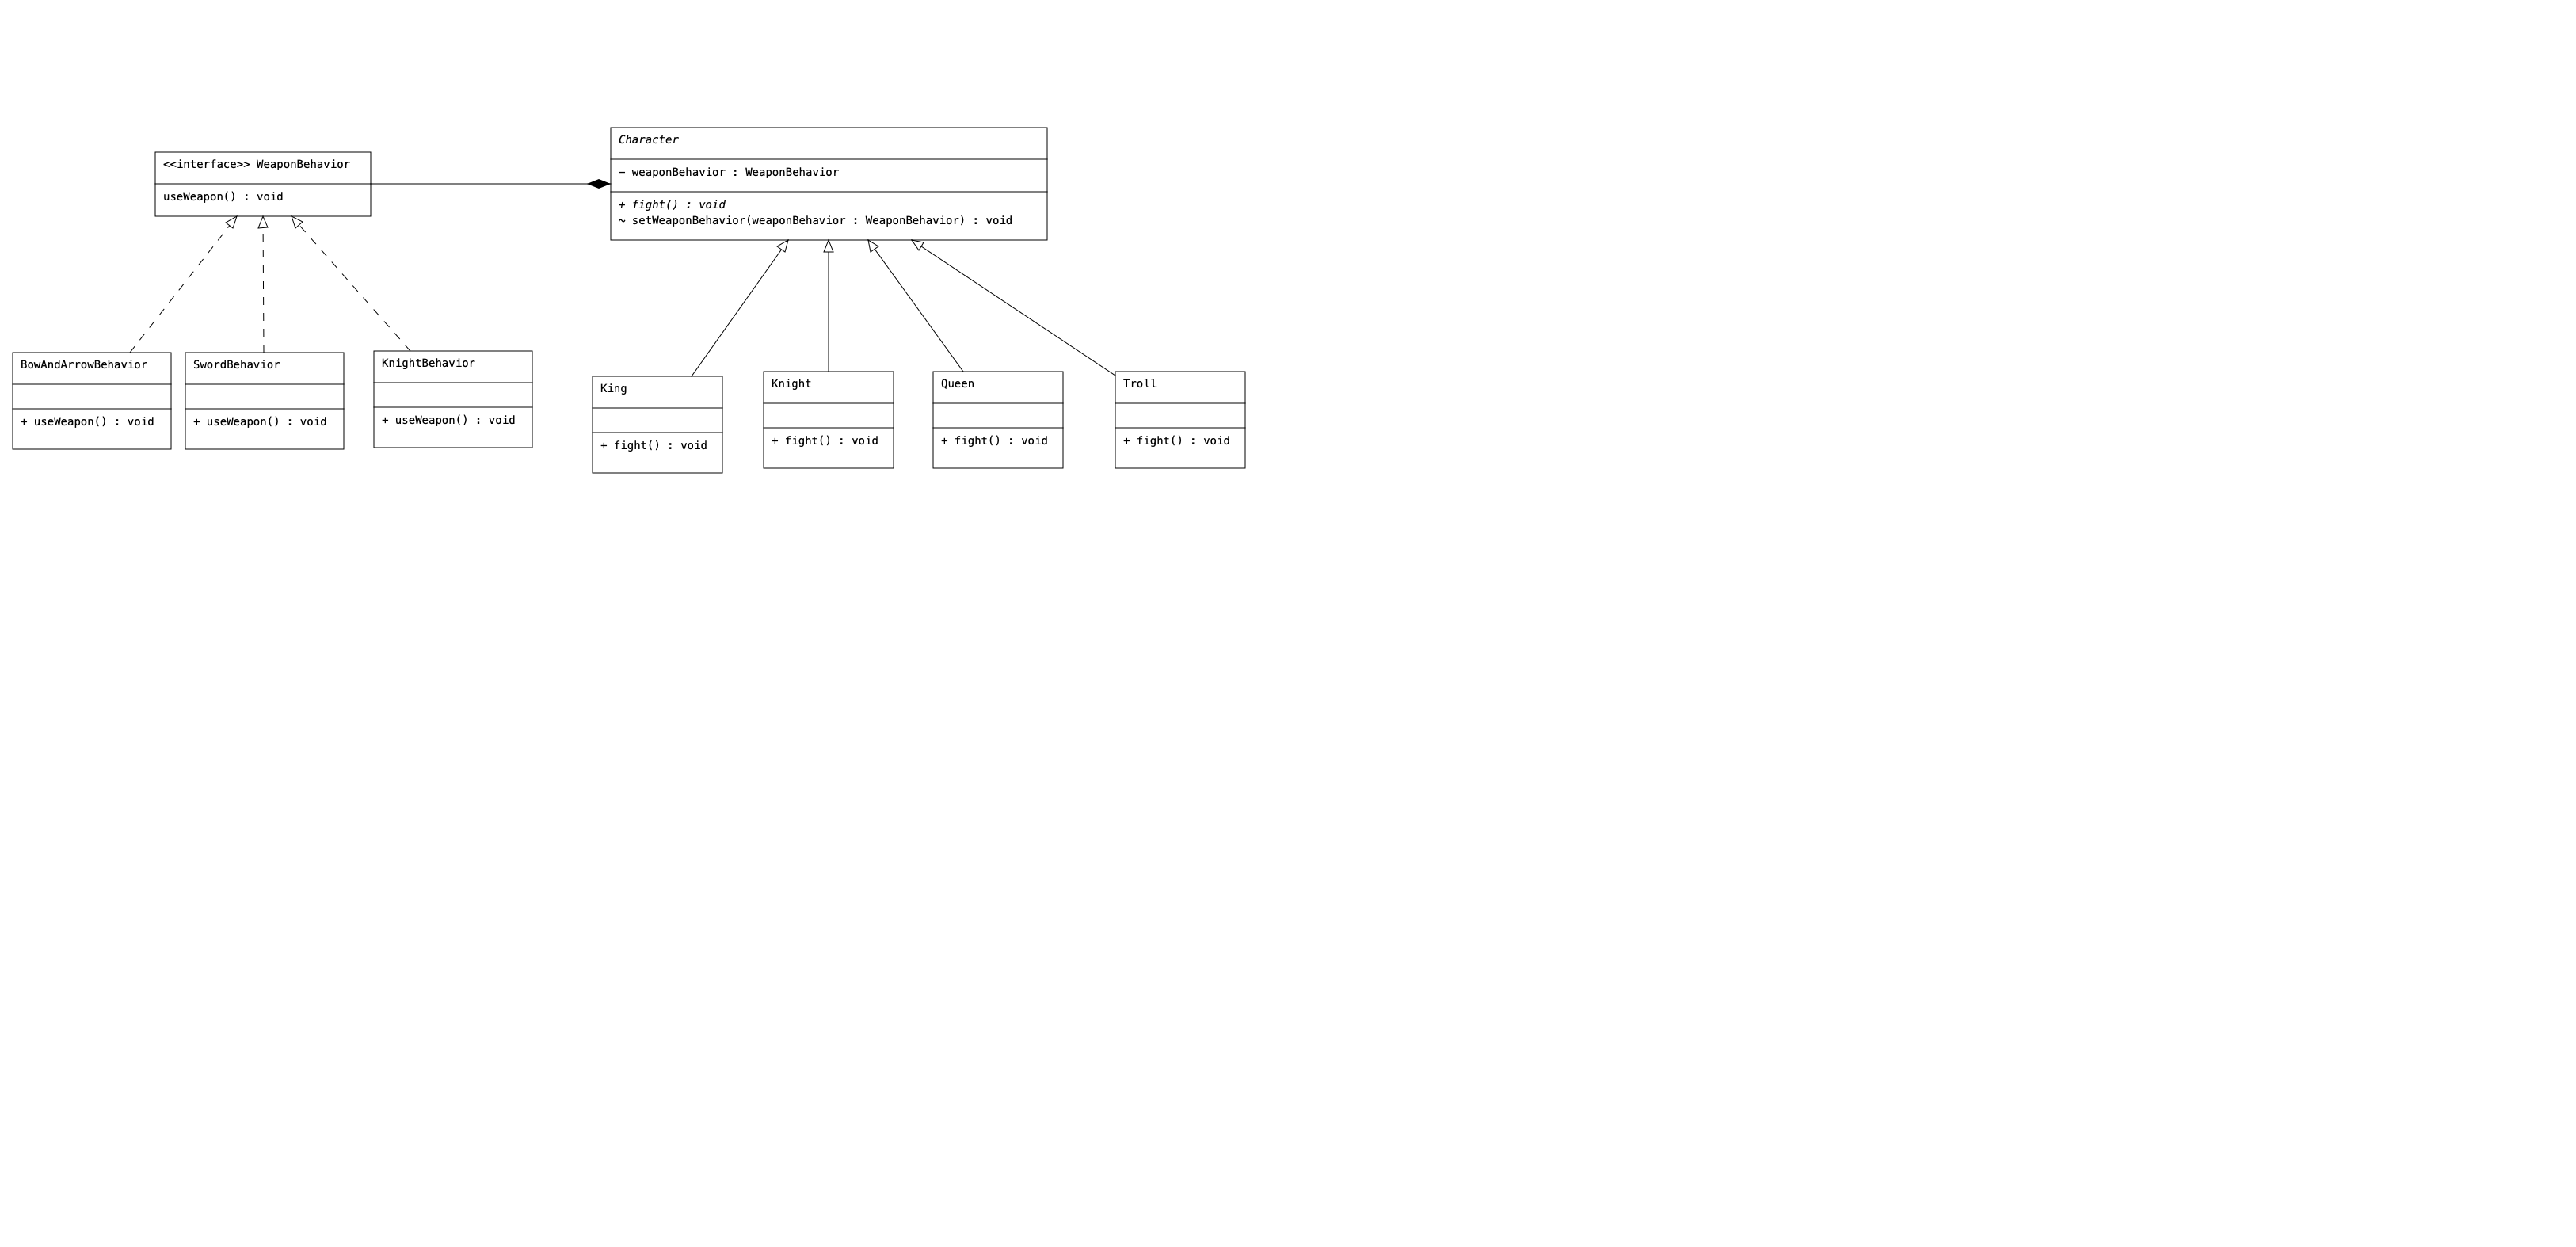 Character
<<interface>> WeaponBehavior
− weaponBehavior : WeaponBehavior
useWeapon() : void
+ fight() : void
~ setWeaponBehavior(weaponBehavior : WeaponBehavior) : void
BowAndArrowBehavior
+ useWeapon() : void
SwordBehavior
+ useWeapon() : void
KnightBehavior
+ useWeapon() : void
King
+ fight() : void
Knight
+ fight() : void
Queen
+ fight() : void
Troll
+ fight() : void